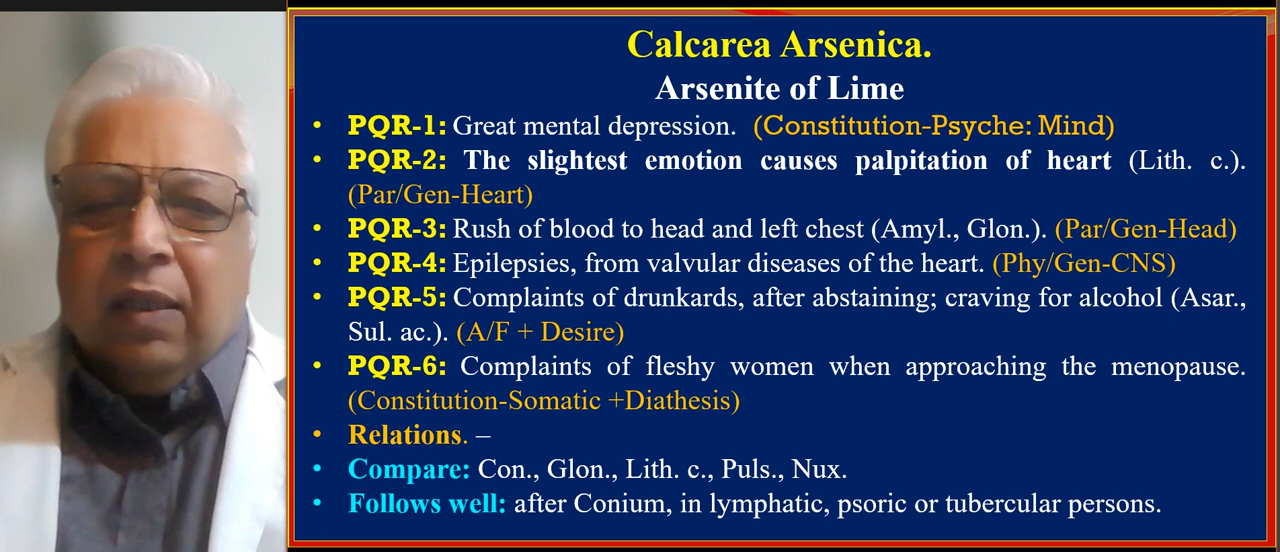 Calcarea Arsenica.
Arsenite of Lime
• PQR-1: Great mental depression. (Constitution-Psyche: Mind)
• PQR-2: The slightest emotion causes palpitation of heart (Lith. c.).
(Par/Gen-Heart)
• PQR-3: Rush of blood to head and left chest (Amyl., Glon.). (Par/Gen-Head)
• PQR-4: Epilepsies, from valvular diseases of the heart. (Phy/Gen-CNS)
• PQR-5: Complaints of drunkards, after abstaining; craving for alcohol (Asar.,
Sul. ac.). (A/F + Desire)
• PQR-6: Complaints of fleshy women when approaching the menopause.
(Constitution-Somatic +Diathesis)
• Relations. –
• Compare: Con., Glon., Lith. c., Puls., Nux.
• Follows well: after Conium, in lymphatic, psoric or tubercular persons.